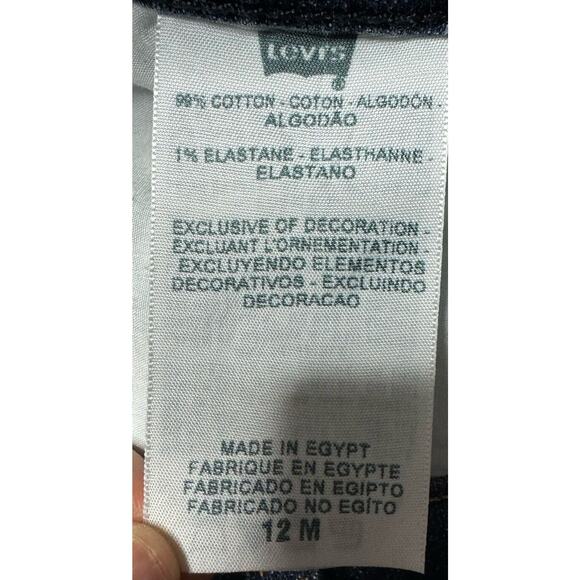 LEVI'S
99% COTTON - COTON - ALGODÓN -
ALGODÃO
1% ELASTANE - ELASTHANNE -
ELASTANO
EXCLUSIVE OF DECORATION -
EXCLUANT L'ORNEMENTATION -
EXCLUYENDO ELEMENTOS
DECORATIVOS - EXCLUINDO
DECORACAO
MADE IN EGYPT
FABRIQUE EN EGYPTE
FABRICADO EN EGIPTO
FABRICADO NO EGÍTO
12 M